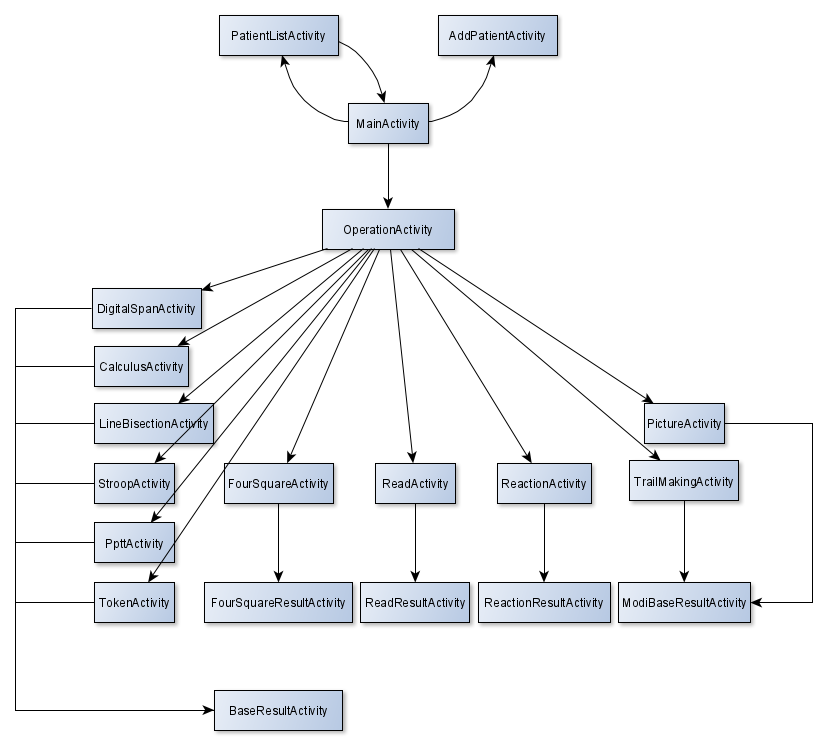 PatientListActivity
AddPatientActivity
MainActivity
OperationActivity
DigitalSpanActivity
CalculusActivity
LineBisectionActivity
PictureActivity
StroopActivity
FourSquareActivity
ReadActivity
ReactionActivity
TrailMakingActivity
PpttActivity
TokenActivity
FourSquareResultActivity
ReadResultActivity
ReactionResultActivity
ModiBaseResultActivity
BaseResultActivity